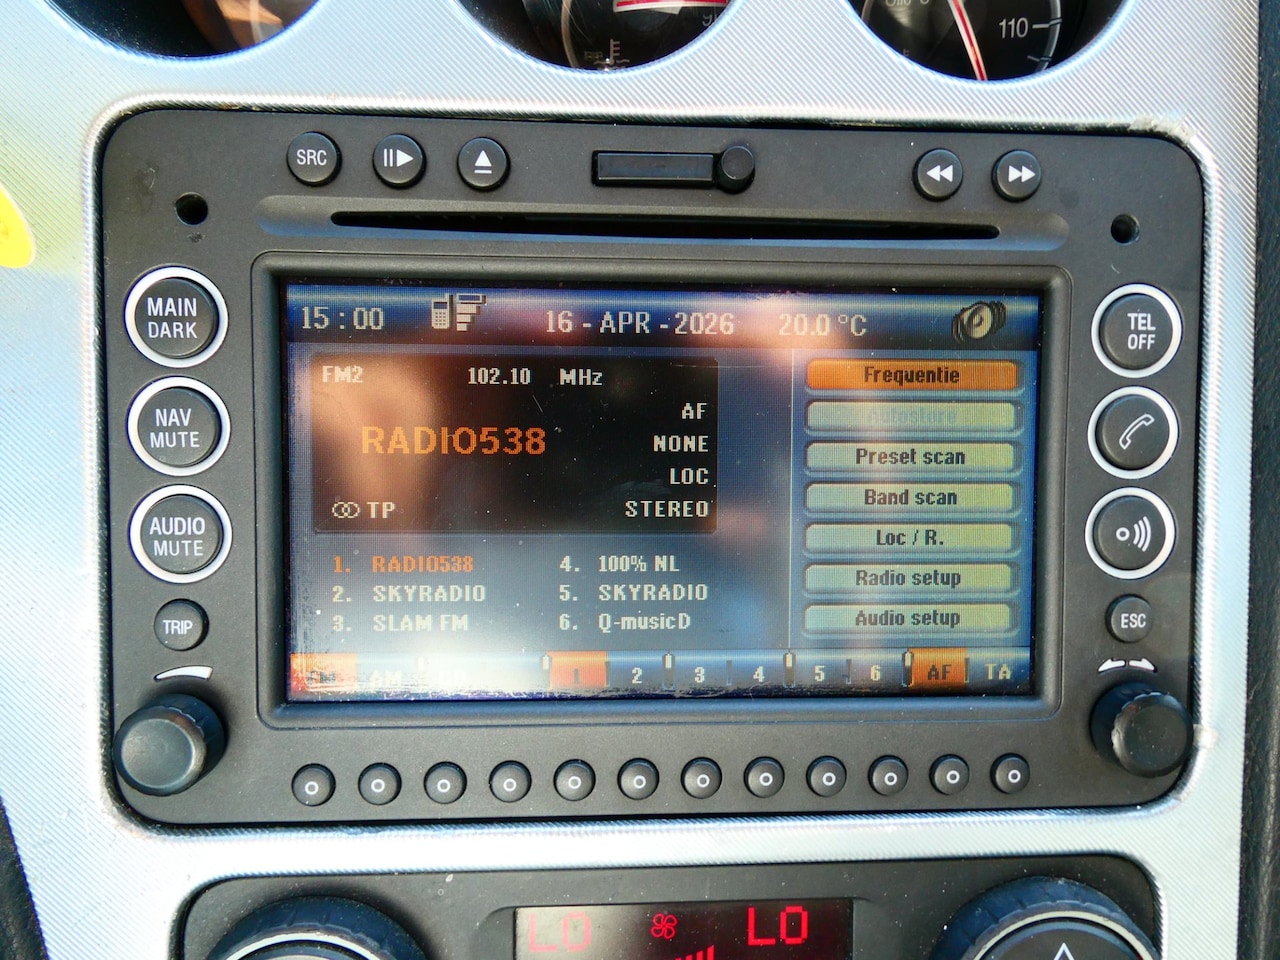 E
110
SRC
MAIN
DARK
NAV
MUTE
AUDIO
MUTE
TRIP
TEL
OFF
ESC
15:00
16 - APR - 2026
20.0 °C
FM2 102.10 MHz
AF
RADIO538
NONE
LOC
TP STEREO
1. RADIO538
2. SKYRADIO
3. SLAM FM
4. 100% NL
5. SKYRADIO
6. Q-musicD
Frequentie
Autostore
Preset scan
Band scan
Loc / R.
Radio setup
Audio setup
AM 1 2 3 4 5 6 AF TA
LO LO